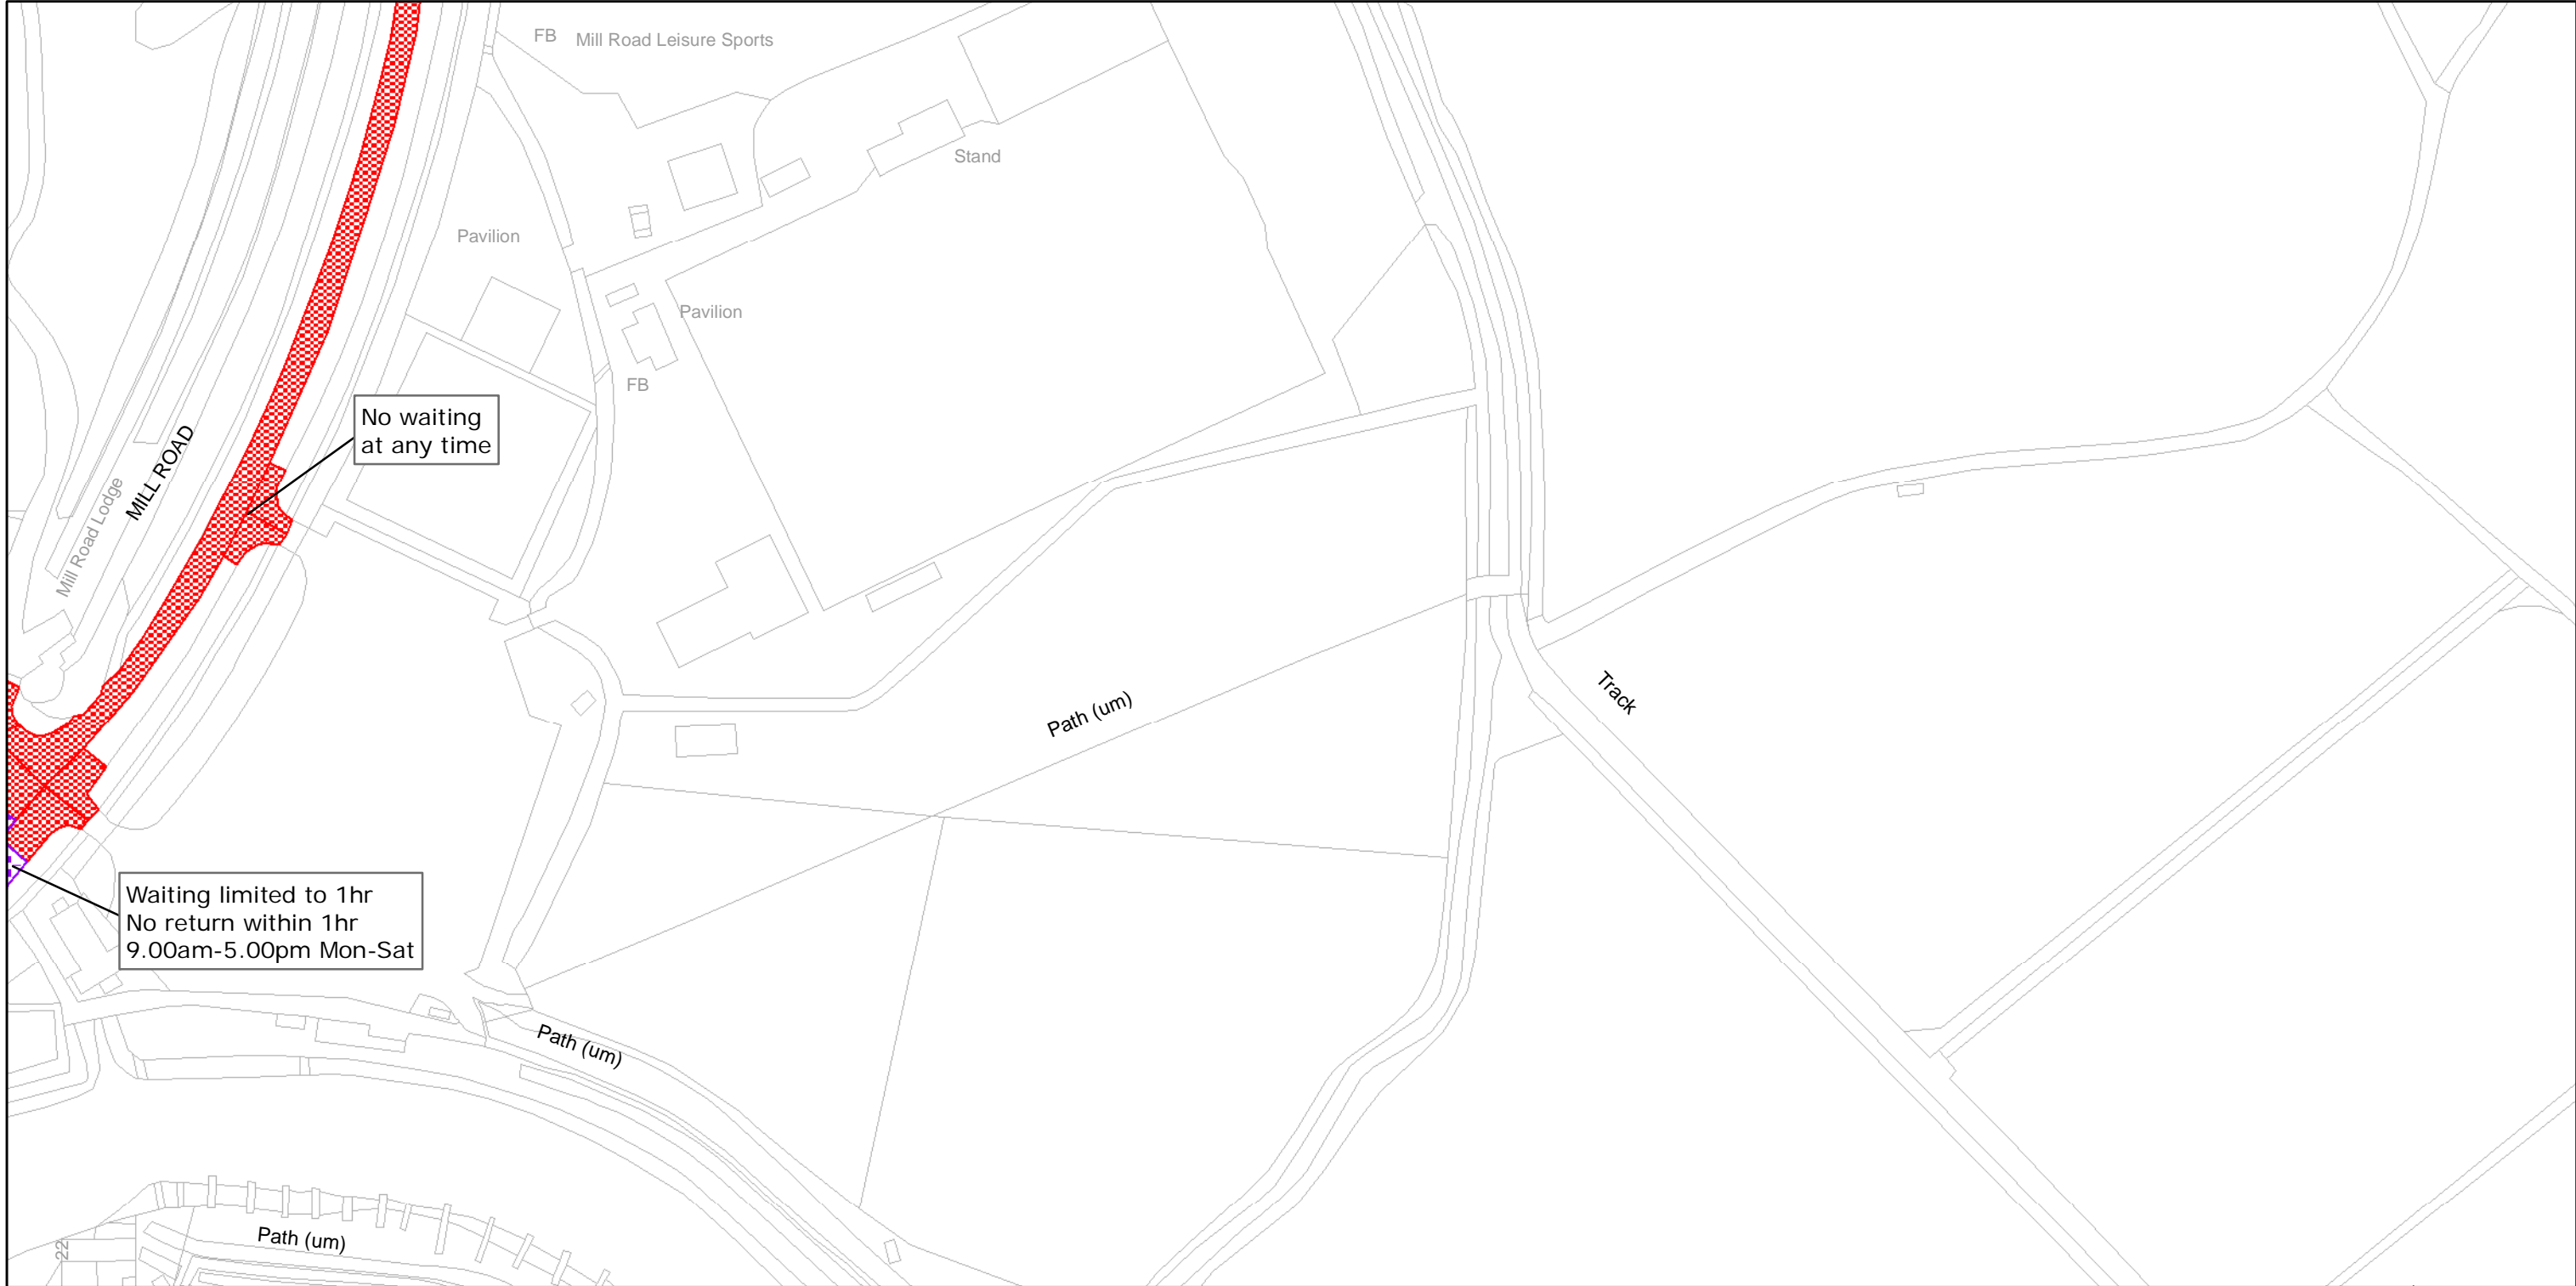 FB
Mill Road Leisure Sports
Stand
Pavilion
Pavilion
FB
No waiting
at any time
MILL ROAD
Mill Road Lodge
Track
Path (um)
Waiting limited to 1hr
No return within 1hr
9.00am-5.00pm Mon-Sat
Path (um)
Path (um)
22